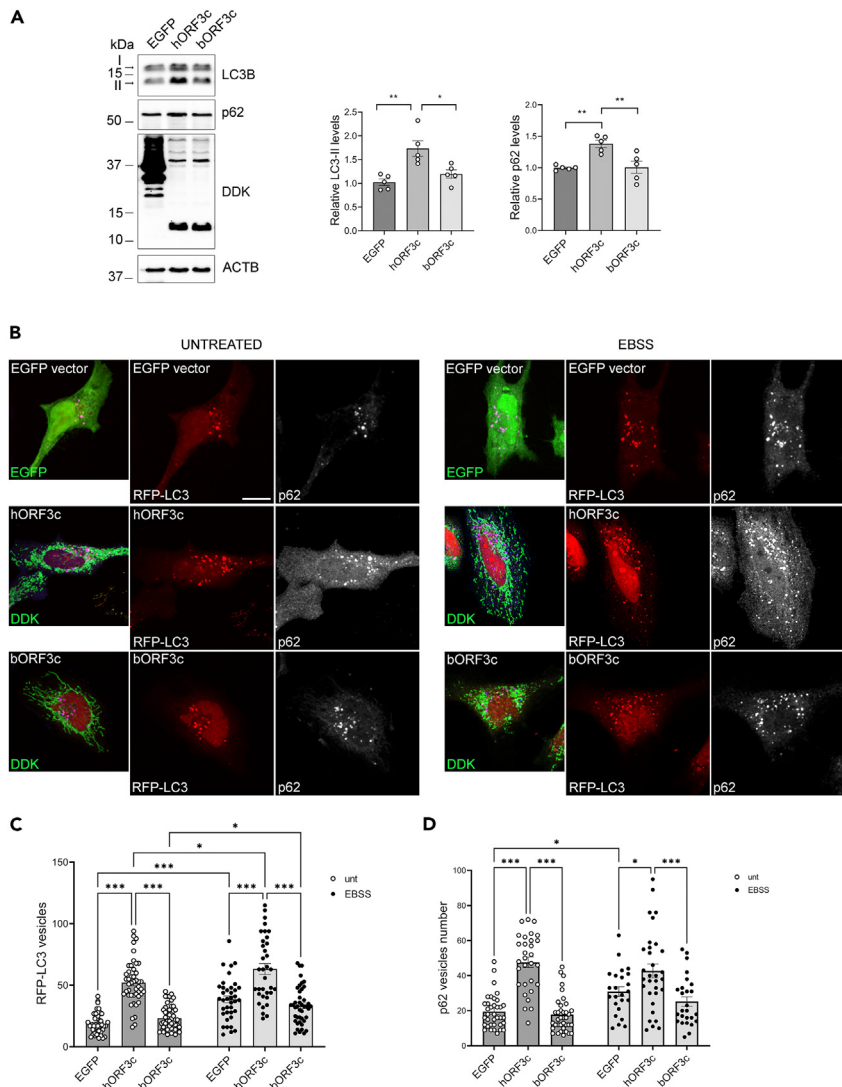 A
kDa
EGFP
hORF3c
bORF3c
I
15
II
LC3B
50
p62
37
15
10
DDK
37
ACTB
Relative LC3-II levels
2.5
2.0
1.5
1.0
0.5
0.0
** *
EGFP
hORF3c
bORF3c
Relative p62 levels
2.0
1.5
1.0
0.5
0.0
** **
EGFP
hORF3c
bORF3c
B
UNTREATED
EBSS
EGFP vector
EGFP vector
EGFP
RFP-LC3
p62
EGFP vector
EGFP vector
EGFP
RFP-LC3
p62
hORF3c
hORF3c
DDK
RFP-LC3
p62
hORF3c
hORF3c
DDK
RFP-LC3
p62
bORF3c
bORF3c
DDK
RFP-LC3
p62
bORF3c
bORF3c
DDK
RFP-LC3
p62
C
RFP-LC3 vesicles
150
100
50
0
*
*
***
*** ***
*** ***
unt
EBSS
EGFP
hORF3c
bORF3c
EGFP
hORF3c
bORF3c
D
p62 vesicles number
100
80
60
40
20
0
*
*** ***
* ***
unt
EBSS
EGFP
hORF3c
bORF3c
EGFP
hORF3c
bORF3c